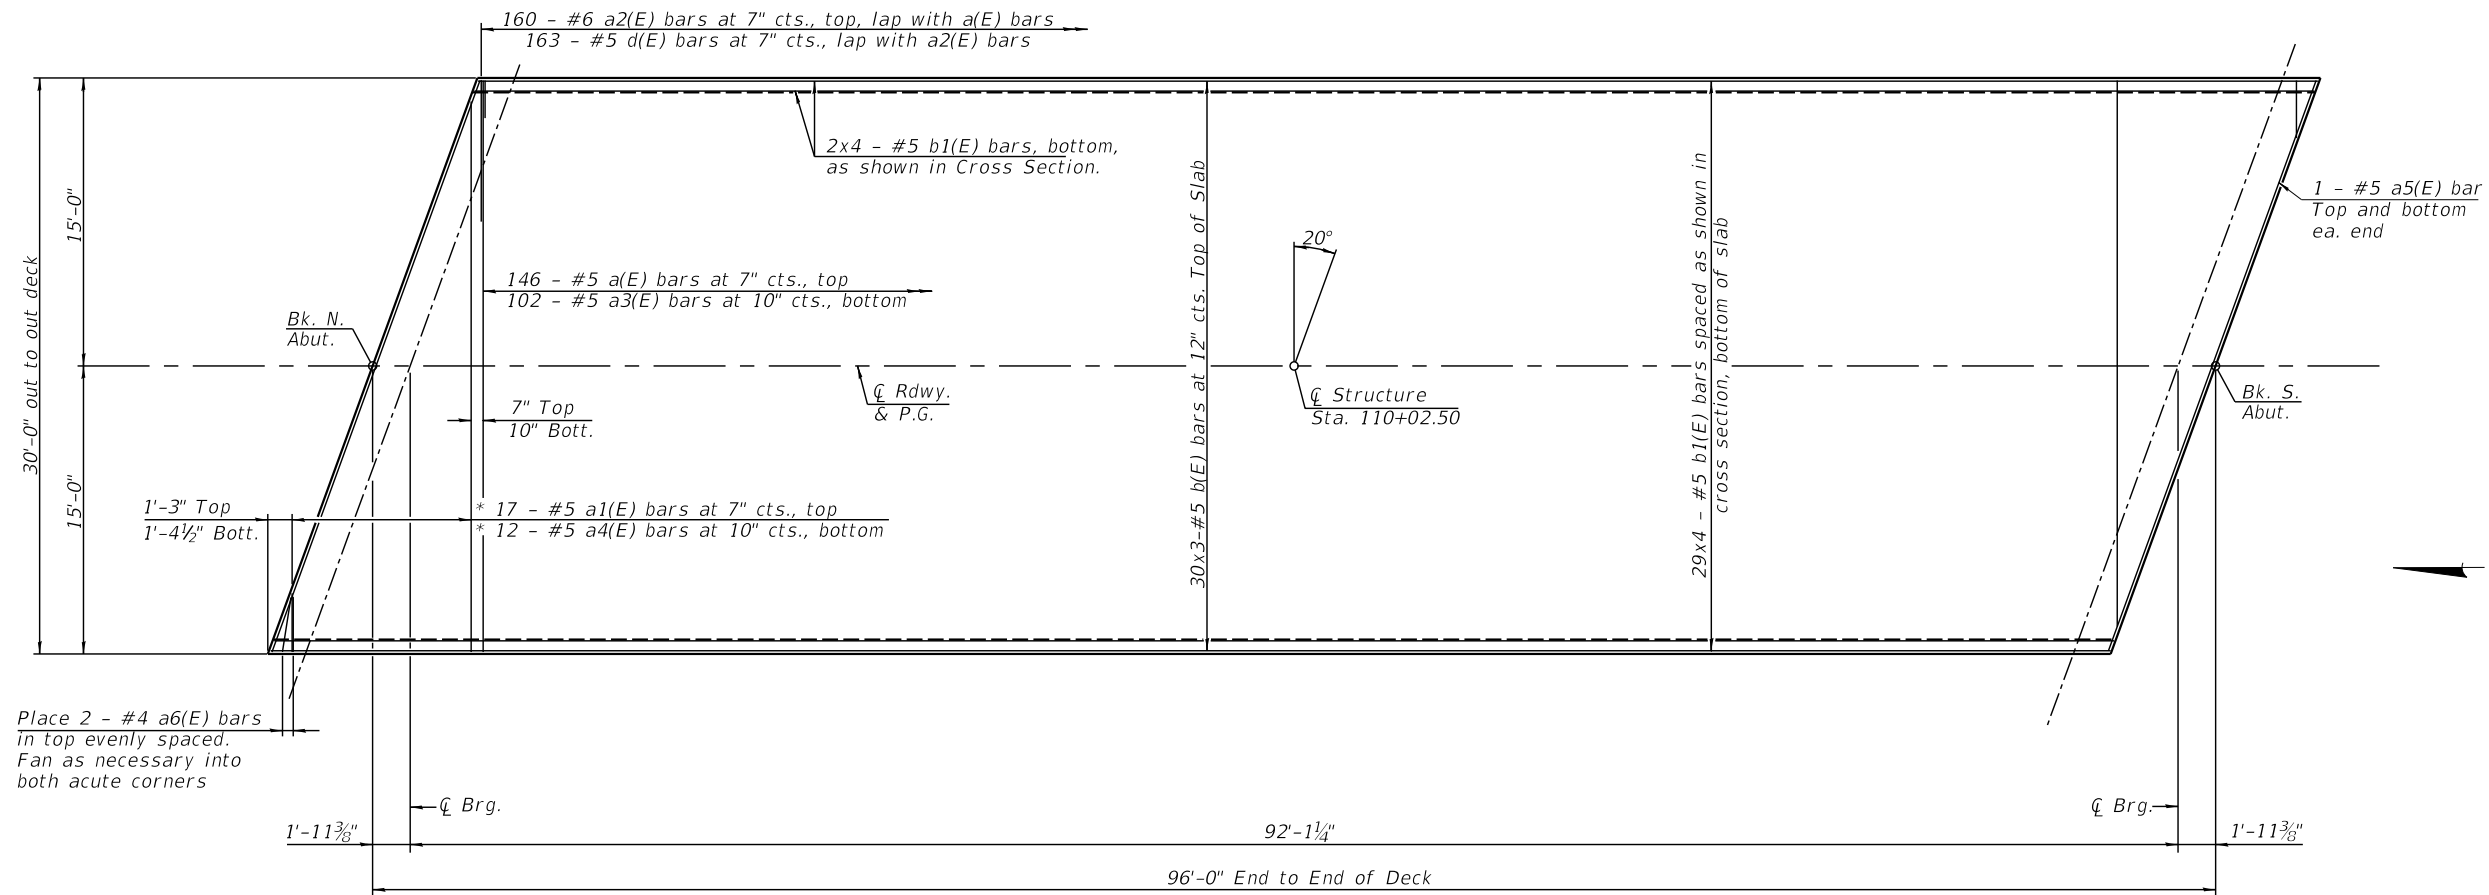 160 - #6 a2(E) bars at 7" cts., top, lap with a(E) bars
163 - #5 d(E) bars at 7" cts., lap with a2(E) bars
2x4 - #5 b1(E) bars, bottom,
as shown in Cross Section.
30'-0" out to out deck
15'-0"
15'-0"
1 - #5 a5(E) bar
Top and bottom
ea. end
20°
146 - #5 a(E) bars at 7" cts., top
102 - #5 a3(E) bars at 10" cts., bottom
30x3-#5 b(E) bars at 12" cts. Top of Slab
29x4 - #5 b1(E) bars spaced as shown in
cross section, bottom of slab
Bk. N.
Abut.
℄ Rdwy.
& P.G.
℄ Structure
Sta. 110+02.50
Bk. S.
Abut.
7" Top
10" Bott.
1'-3" Top
1'-4½" Bott.
* 17 - #5 a1(E) bars at 7" cts., top
* 12 - #5 a4(E) bars at 10" cts., bottom
Place 2 - #4 a6(E) bars
in top evenly spaced.
Fan as necessary into
both acute corners
℄ Brg.
℄ Brg.
1'-11⅜"
92'-1¼"
1'-11⅜"
96'-0" End to End of Deck